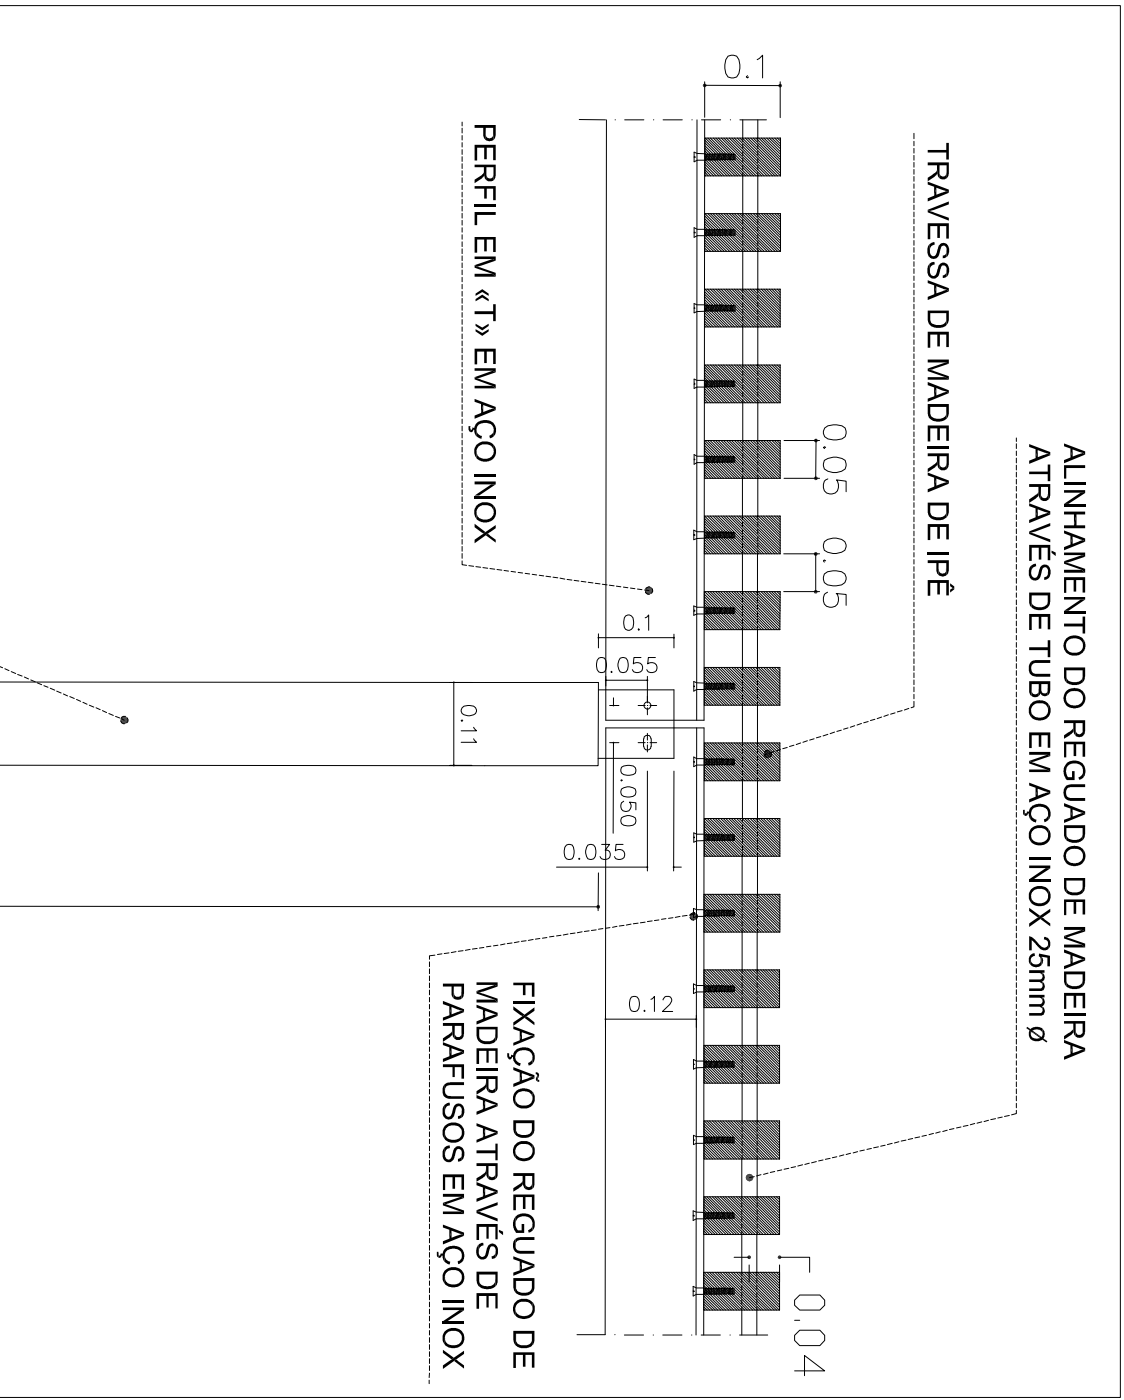 ALINHAMENTO DO REGUADO DE MADEIRA
ATRAVÉS DE TUBO EM AÇO INOX 25mm ø
TRAVESSA DE MADEIRA DE IPÊ
0.1
0.05
0.05
0.04
PERFIL EM «T» EM AÇO INOX
0.1
0.055
0.11
0.050
0.035
0.12
FIXAÇÃO DO REGUADO DE
MADEIRA ATRAVÉS DE
PARAFUSOS EM AÇO INOX